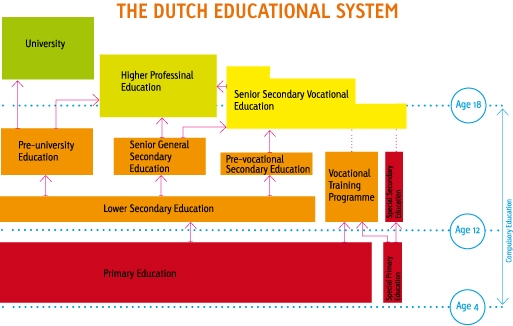 THE DUTCH EDUCATIONAL SYSTEM
University
Higher Professinal
Education
Senior Secondary Vocational
Education
Age 18
Pre-university
Education
Senior General
Secondary
Education
Pre-vocational
Secondary Education
Vocational
Training
Programme
Special Secondary
Education
Lower Secondary Education
Compulsory Education
Age 12
Primary Education
Special Primary
Education
Age 4